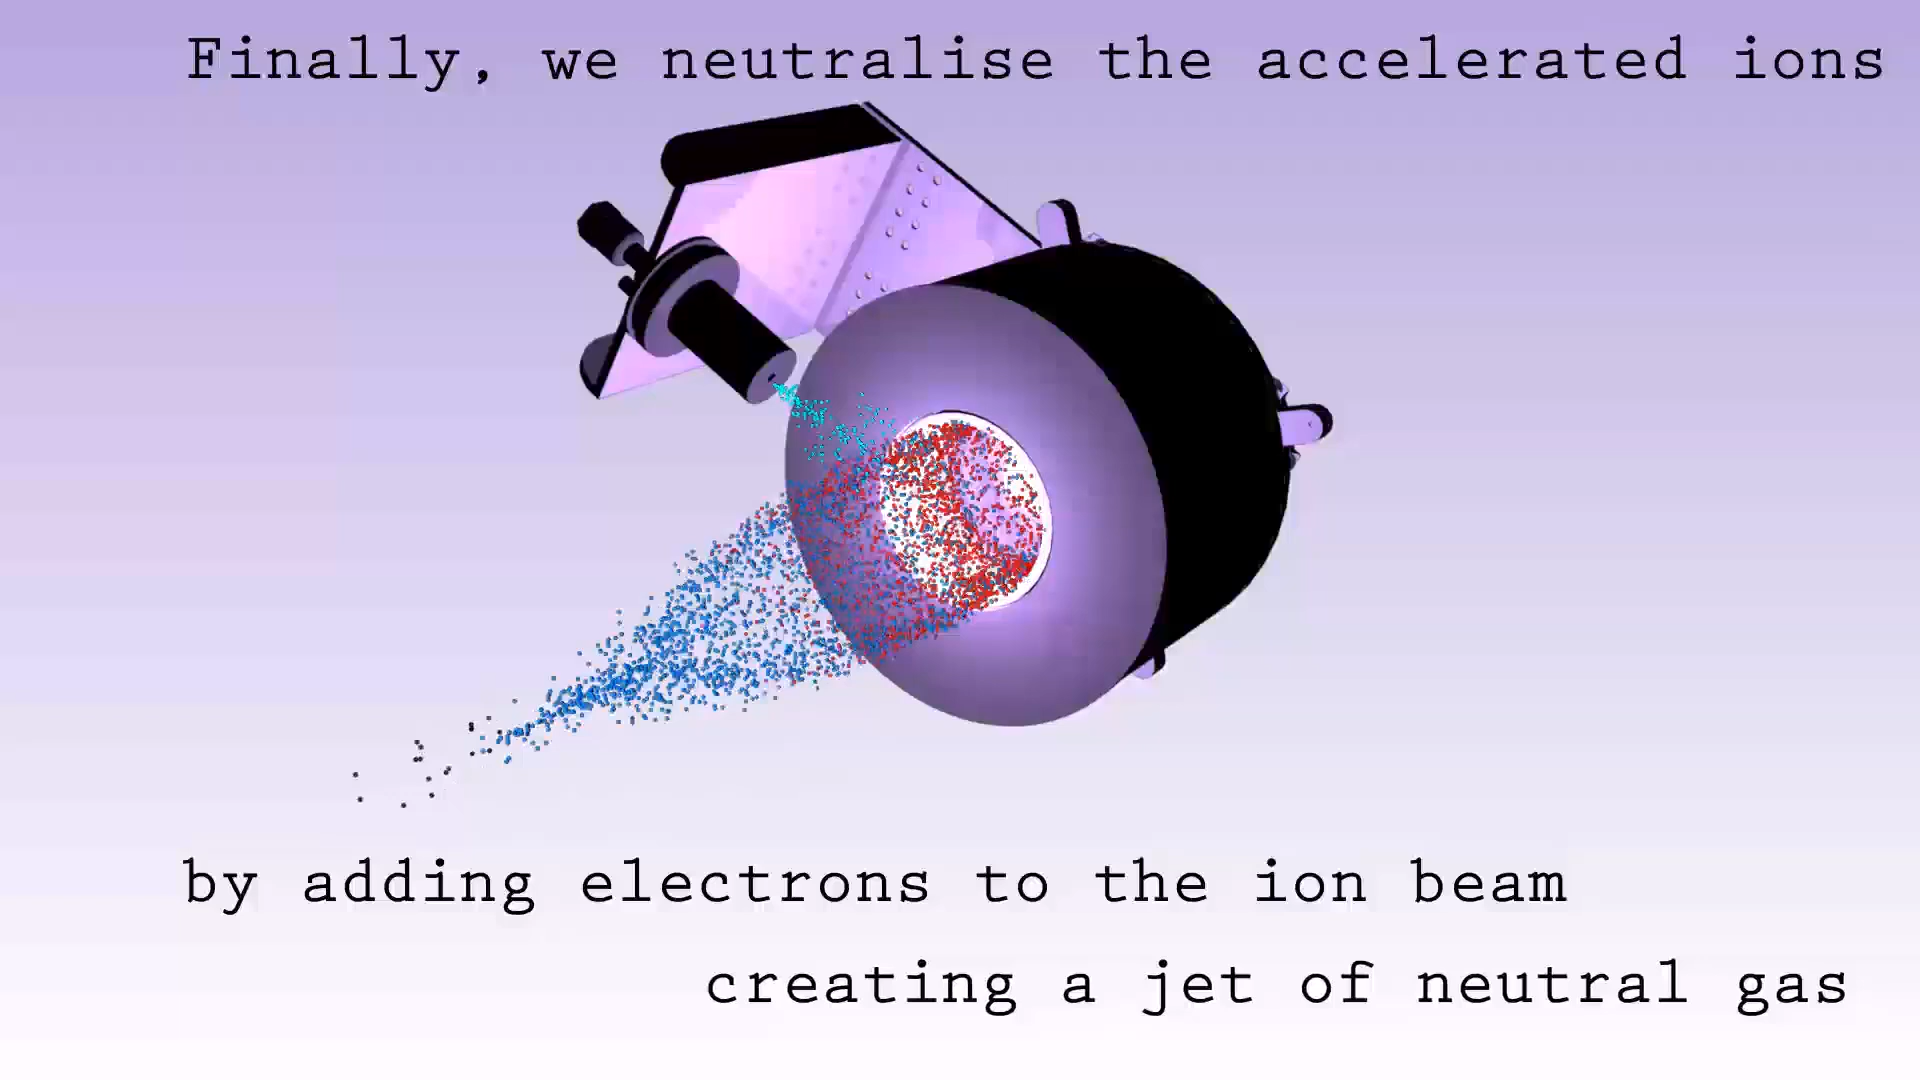 Finally, we neutralise the accelerated ions
by adding electrons to the ion beam
creating a jet of neutral gas